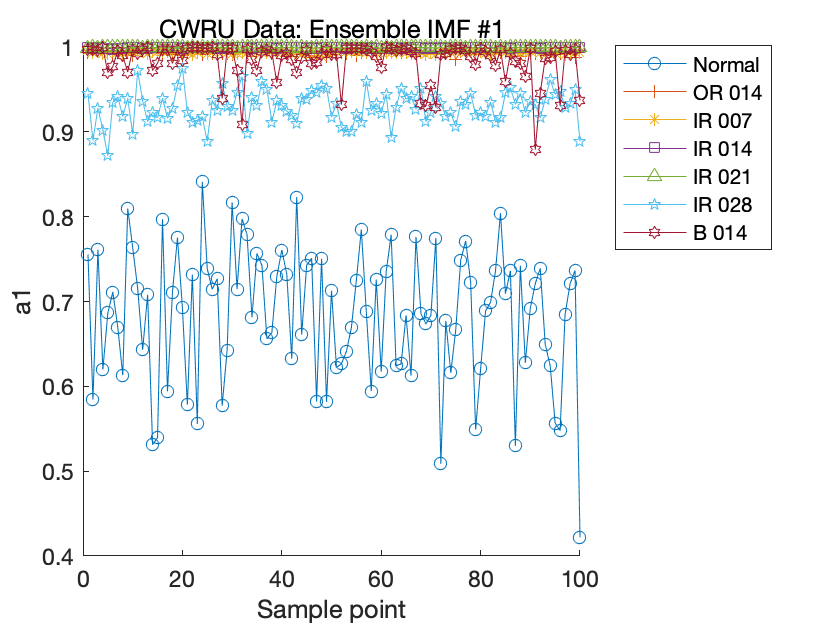 CWRU Data: Ensemble IMF #1
1
0.9
0.8
0.7
0.6
0.5
0.4
a1
0 20 40 60 80 100
Sample point
Normal
OR 014
IR 007
IR 014
IR 021
IR 028
B 014